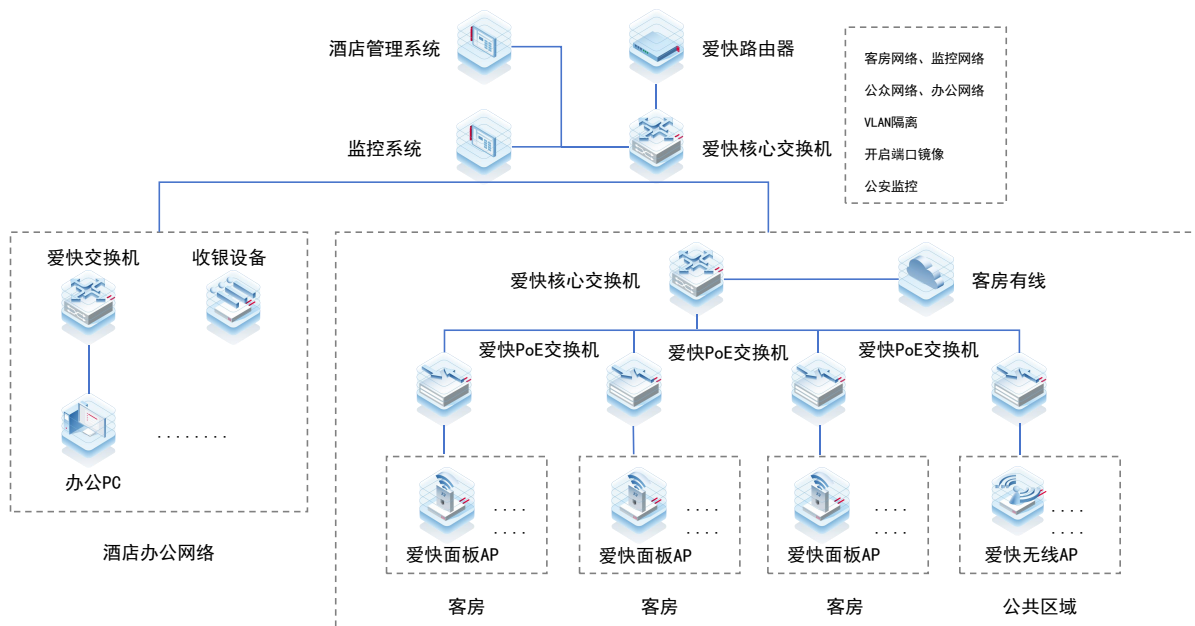 酒店管理系统
爱快路由器
监控系统
爱快核心交换机
客房网络、监控网络
公众网络、办公网络
VLAN隔离
开启端口镜像
公安监控
爱快交换机
收银设备
办公PC
........
酒店办公网络
爱快核心交换机
客房有线
爱快PoE交换机
爱快PoE交换机
爱快PoE交换机
....
....
爱快面板AP
....
....
爱快面板AP
....
....
爱快面板AP
....
....
爱快无线AP
客房
客房
客房
公共区域